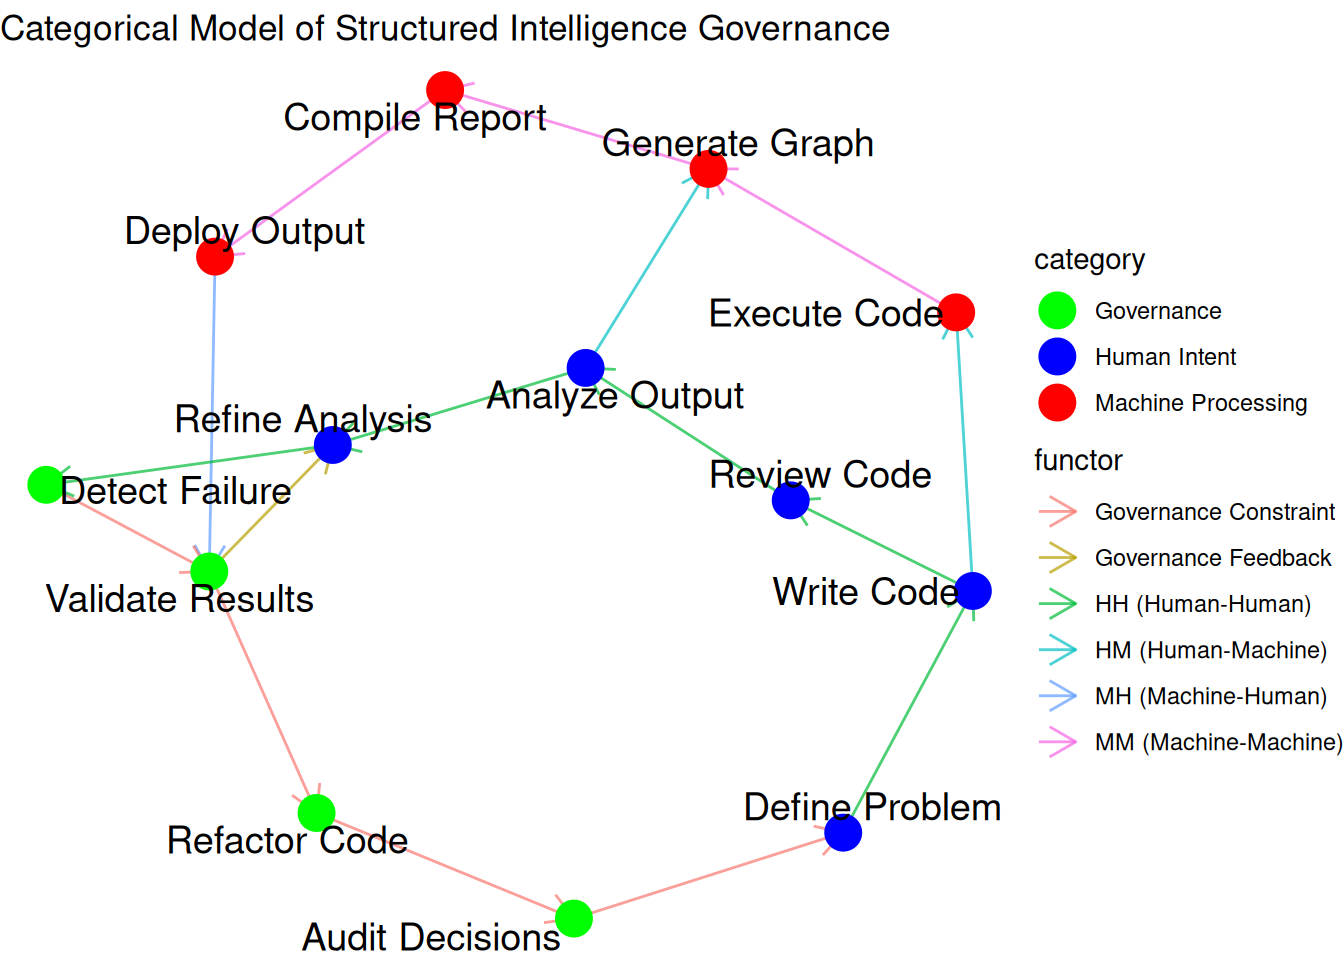 Categorical Model of Structured Intelligence Governance
Compile Report
Generate Graph
Deploy Output
Execute Code
Analyze Output
Refine Analysis
Review Code
Detect Failure
Validate Results
Write Code
Define Problem
Refactor Code
Audit Decisions
category
Governance
Human Intent
Machine Processing
functor
Governance Constraint
Governance Feedback
HH (Human-Human)
HM (Human-Machine)
MH (Machine-Human)
MM (Machine-Machine)